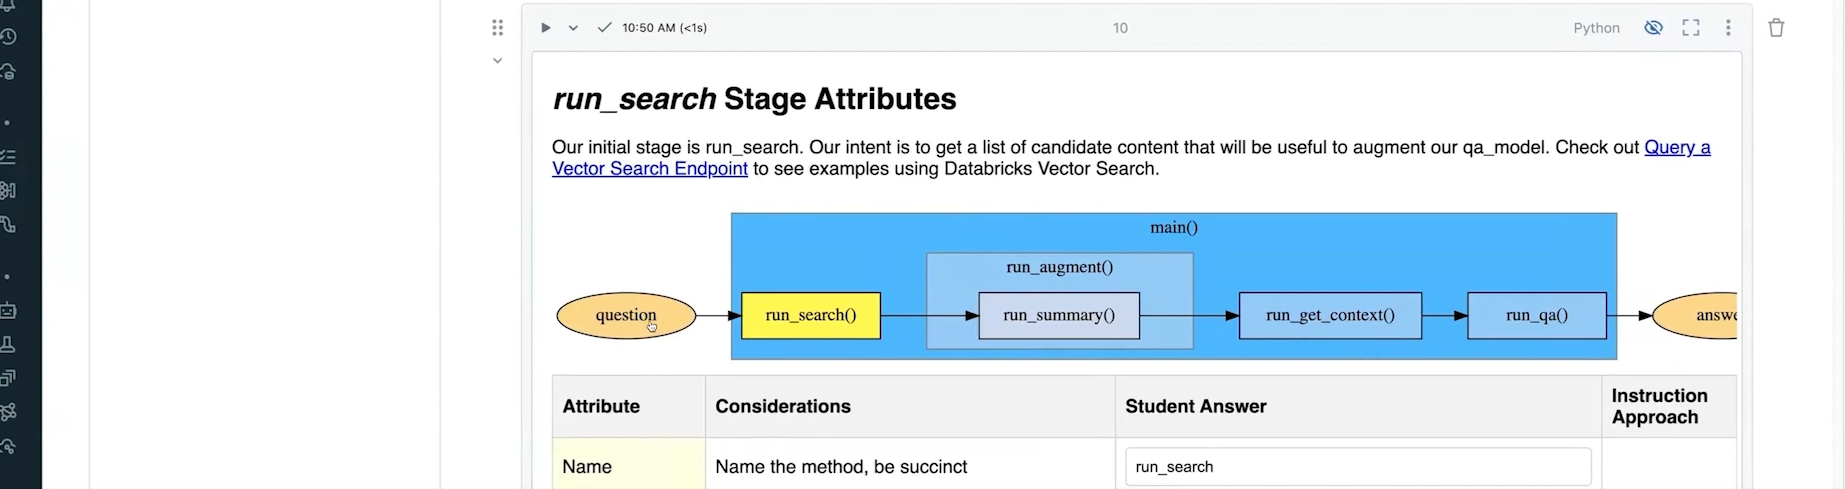 10:50 AM (<1s)
10
Python
run_search Stage Attributes
Our initial stage is run_search. Our intent is to get a list of candidate content that will be useful to augment our qa_model. Check out Query a
Vector Search Endpoint to see examples using Databricks Vector Search.
main()
run_augment()
question
run_search()
run_summary()
run_get_context()
run_qa()
answe
Attribute
Considerations
Student Answer
Instruction
Approach
Name
Name the method, be succinct
run_search